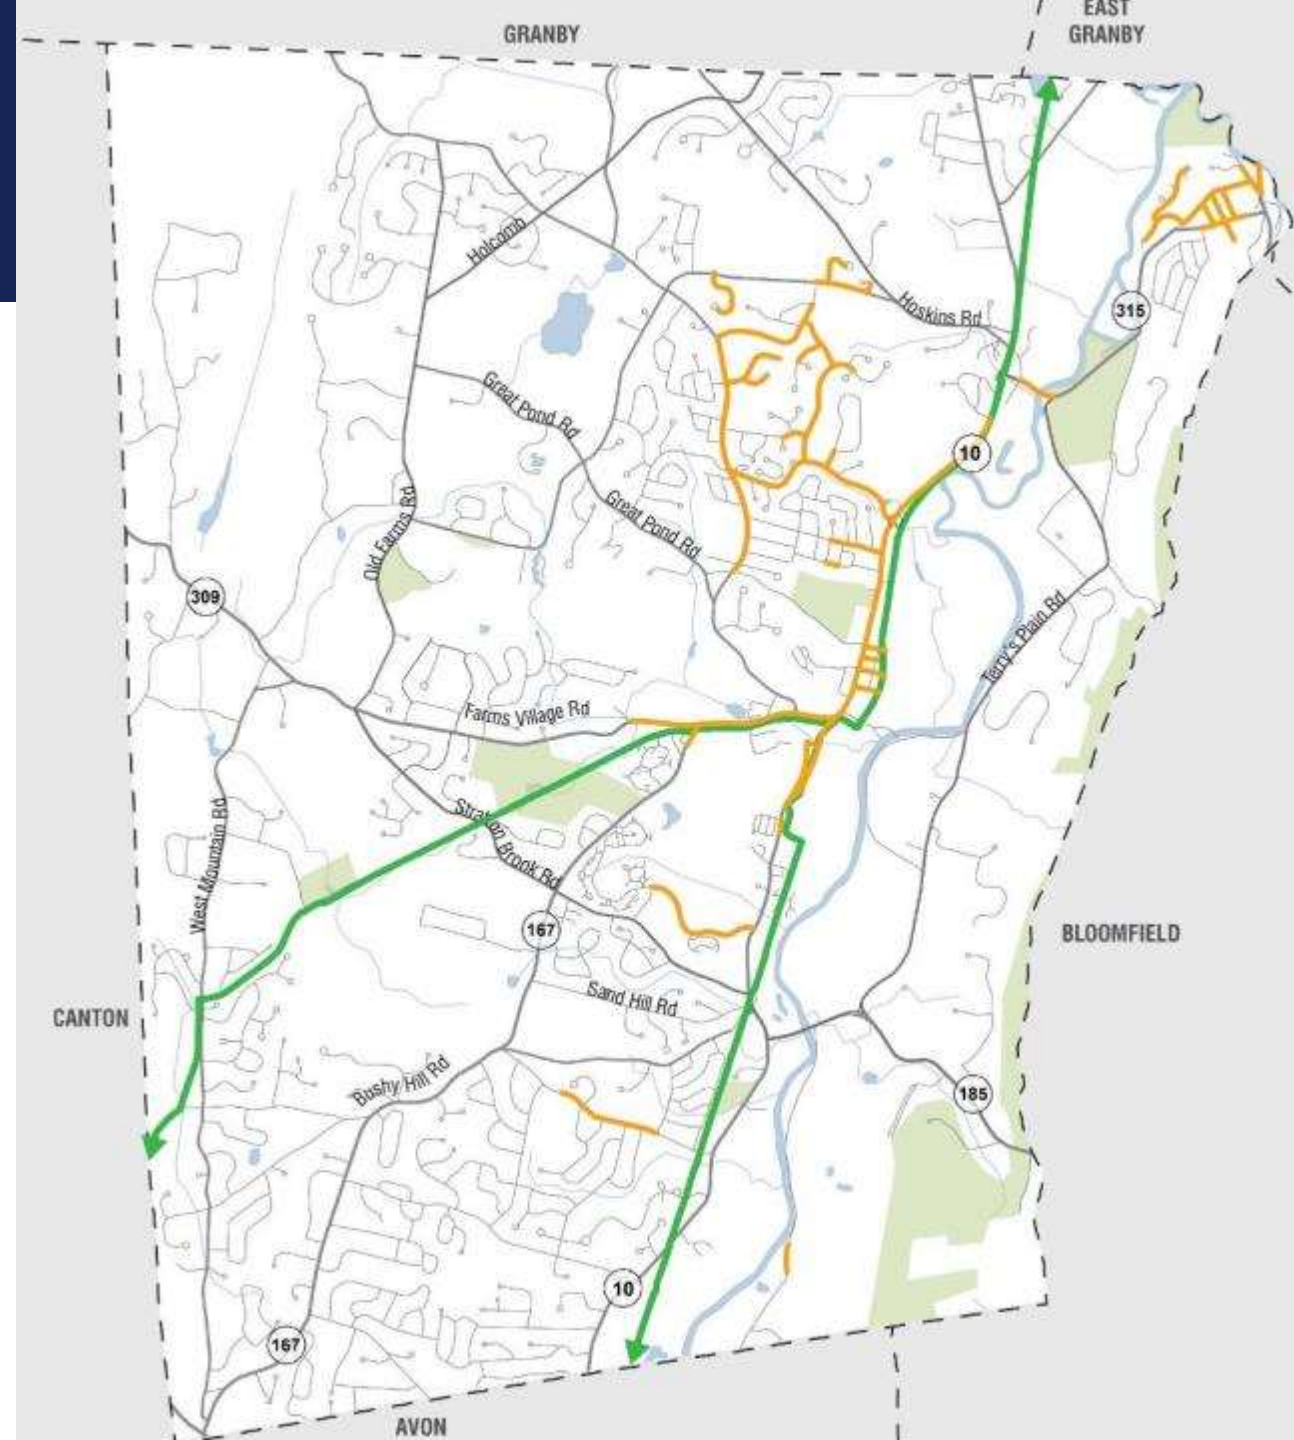 EAST
GRANBY
GRANBY
Holcomb
Hoskins Rd
315
Great Pond Rd
10
Great Pond Rd
Old Farms Rd
309
Terry's Plain Rd
Farms Village Rd
Stratton Brook Rd
West Mountain Rd
167
BLOOMFIELD
Sand Hill Rd
CANTON
Bushy Hill Rd
185
10
167
AVON